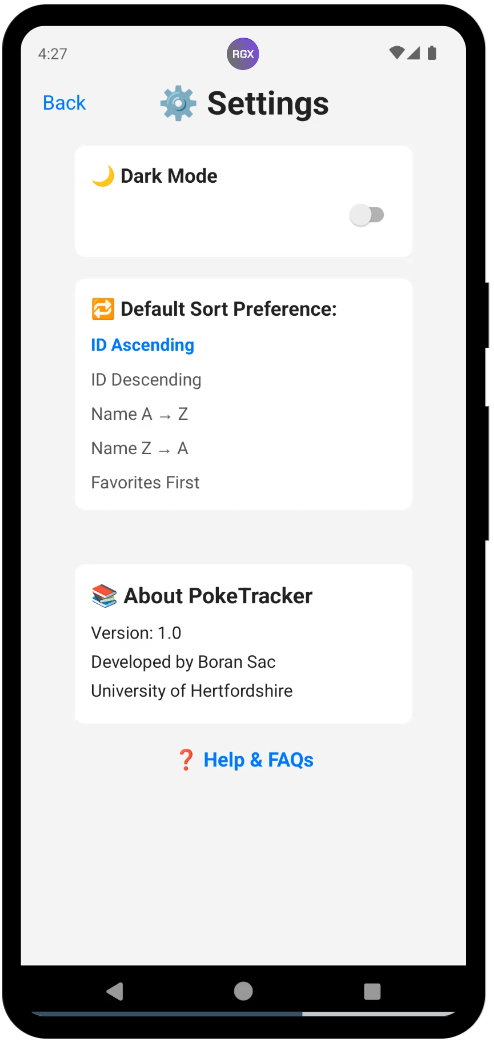 4:27
RGX
Back
⚙️ Settings
🌙 Dark Mode
🔁 Default Sort Preference:
ID Ascending
ID Descending
Name A → Z
Name Z → A
Favorites First
📚 About PokeTracker
Version: 1.0
Developed by Boran Sac
University of Hertfordshire
❓ Help & FAQs